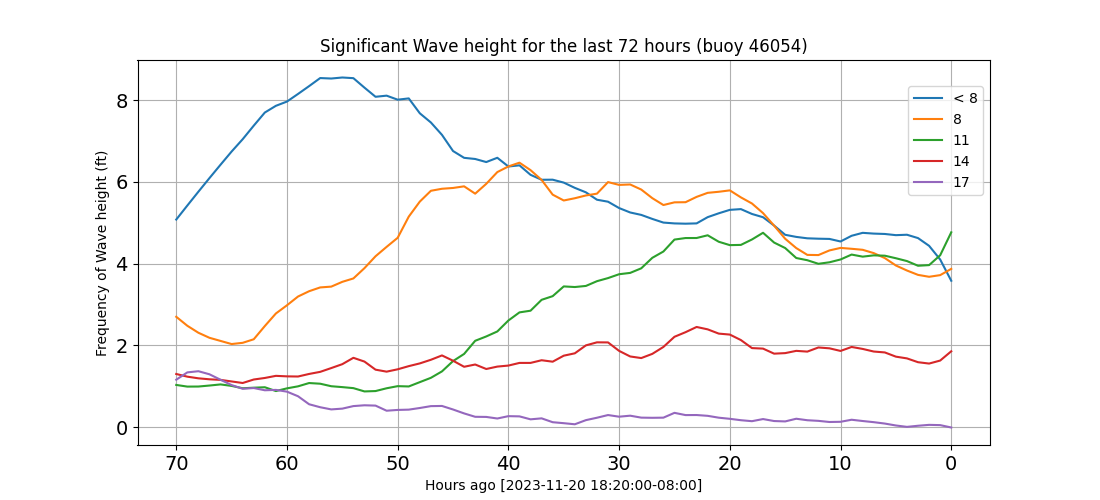 Significant Wave height for the last 72 hours (buoy 46054)
Frequency of Wave height (ft)
8
6
4
2
0
< 8
8
11
14
17
70 60 50 40 30 20 10 0
Hours ago [2023-11-20 18:20:00-08:00]